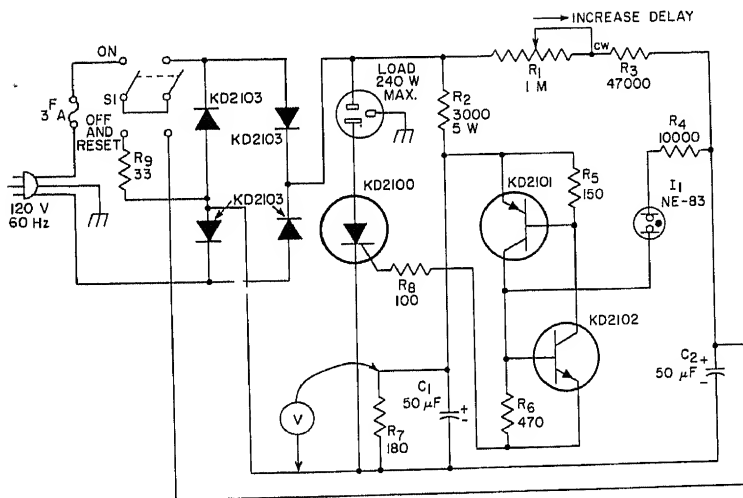 INCREASE DELAY
ON
F
3 A
S1
OFF
AND
RESET
R9
33
120 V
60 Hz
KD2103
KD2103
KD2103
LOAD
240 W
MAX.
KD2100
R8
100
V
R7
180
C1
50 µF
+
-
R2
3000
5 W
R1
1 M
CW
R3
47000
R4
10000
I1
NE-83
KD2101
R5
150
KD2102
R6
470
C2
50 µF
+
-